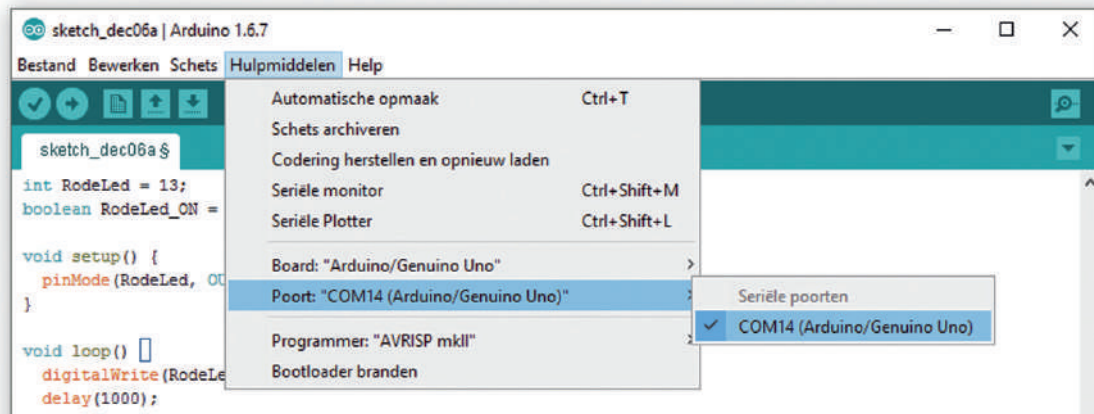 sketch_dec06a | Arduino 1.6.7
Bestand Bewerken Schets Hulpmiddelen Help
sketch_dec06a §
Automatische opmaak Ctrl+T
Schets archiveren
Codering herstellen en opnieuw laden
Seriële monitor Ctrl+Shift+M
Seriële Plotter Ctrl+Shift+L
Board: "Arduino/Genuino Uno"
Poort: "COM14 (Arduino/Genuino Uno)"
Programmer: "AVRISP mkII"
Bootloader branden
Seriële poorten
COM14 (Arduino/Genuino Uno)
int RodeLed = 13;
boolean RodeLed_ON =
void setup() {
pinMode(RodeLed, OU
}
void loop()
digitalWrite(RodeLe
delay(1000);